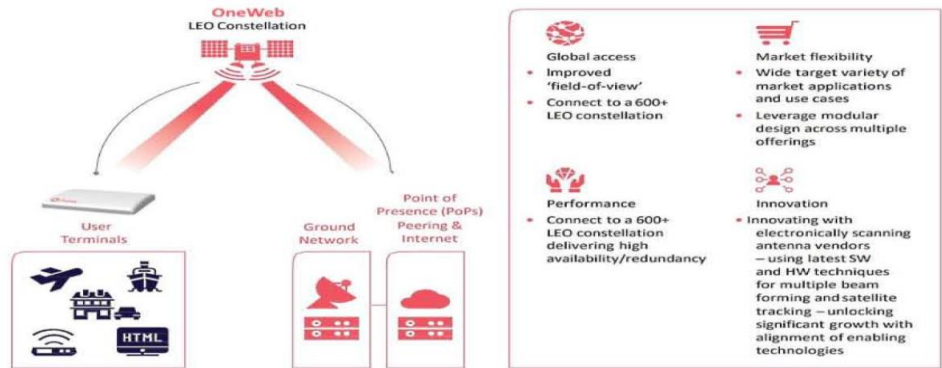 OneWeb
LEO Constellation
User
Terminals
HTML
Ground
Network
Point of
Presence (PoPs)
Peering &
Internet
Global access
• Improved
'field-of-view'
• Connect to a 600+
LEO constellation
Market flexibility
• Wide target variety of
market applications
and use cases
• Leverage modular
design across multiple
offerings
Performance
• Connect to a 600+
LEO constellation
delivering high
availability/redundancy
Innovation
• Innovating with
electronically scanning
antenna vendors
– using latest SW
and HW techniques
for multiple beam
forming and satellite
tracking – unlocking
significant growth with
alignment of enabling
technologies